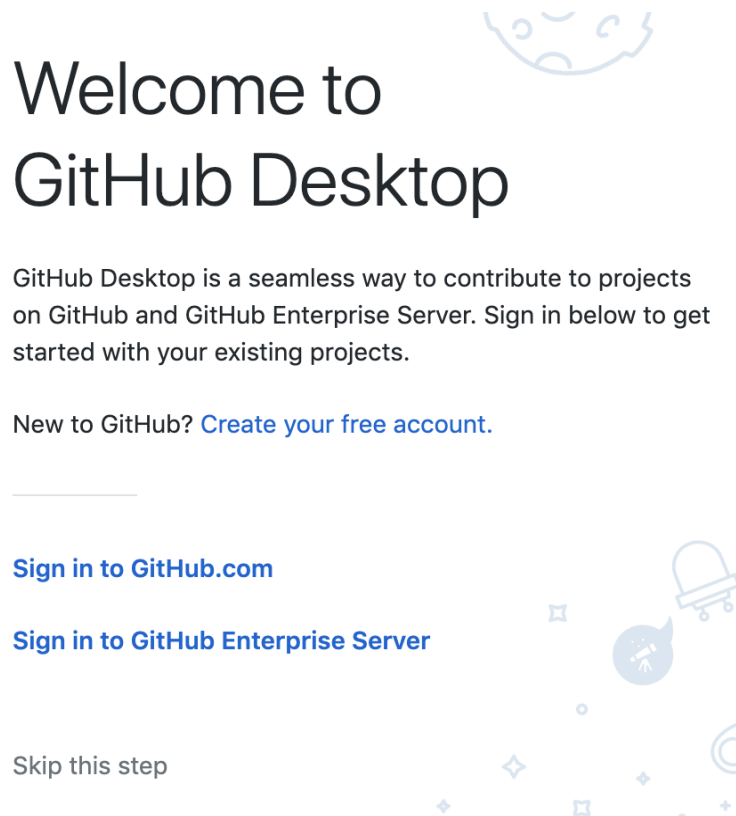 Welcome to
GitHub Desktop
GitHub Desktop is a seamless way to contribute to projects
on GitHub and GitHub Enterprise Server. Sign in below to get
started with your existing projects.
New to GitHub? Create your free account.
Sign in to GitHub.com
Sign in to GitHub Enterprise Server
Skip this step